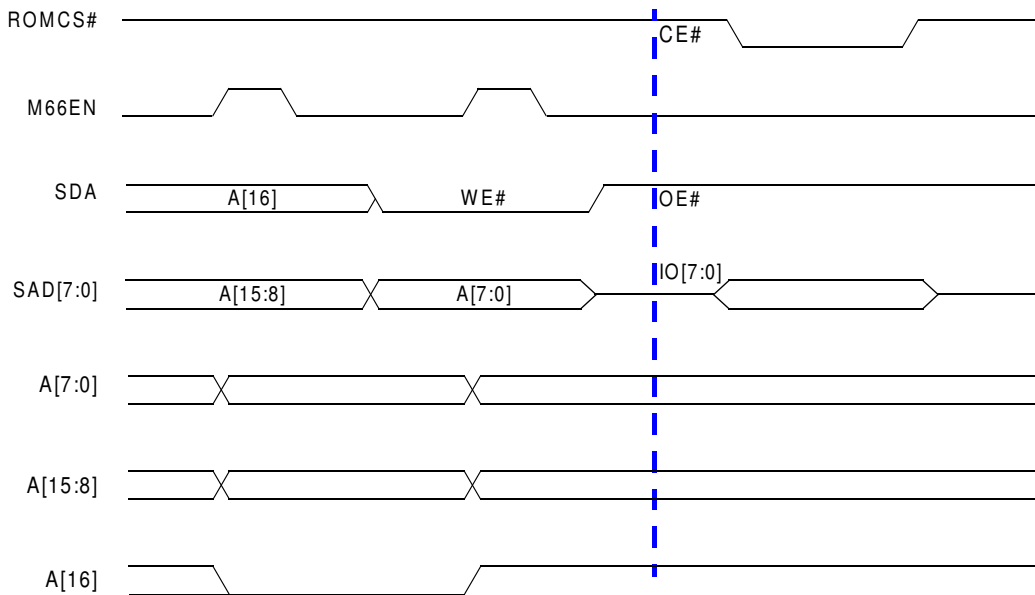 ROMCS#
CE#
M66EN
SDA
A[16]
WE#
OE#
SAD[7:0]
A[15:8]
A[7:0]
IO[7:0]
A[7:0]
A[15:8]
A[16]